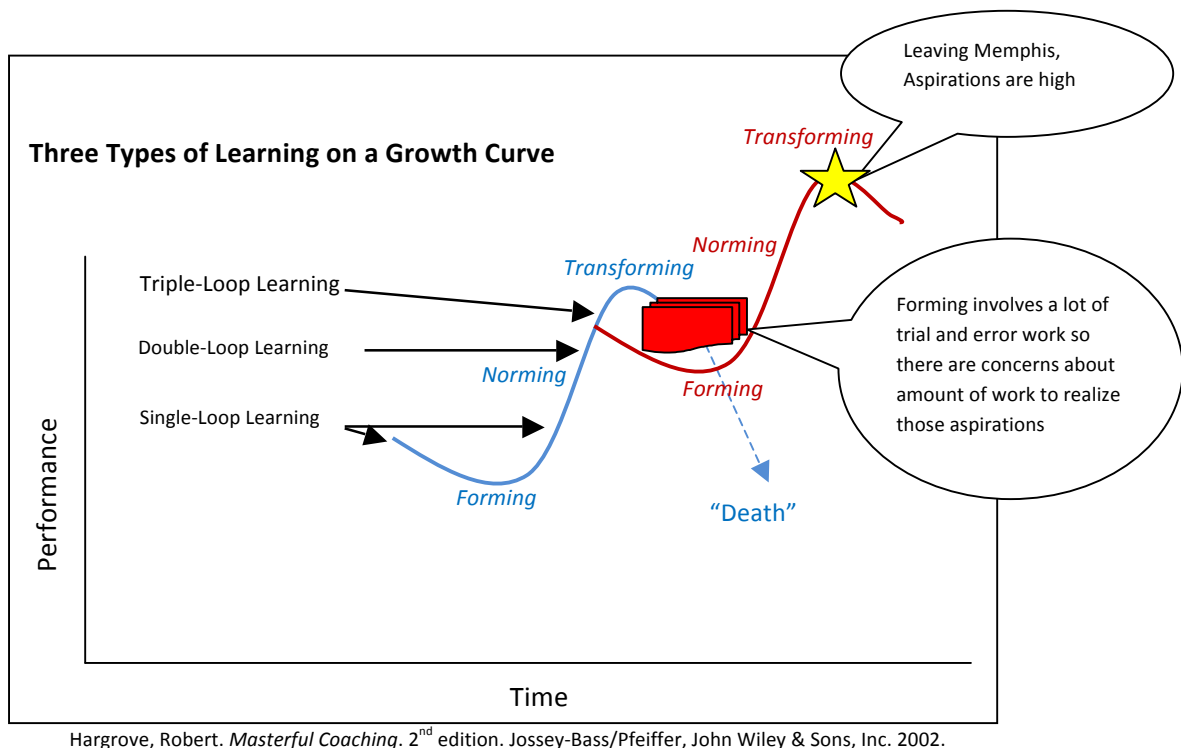 Leaving Memphis,
Aspirations are high
Transforming
Three Types of Learning on a Growth Curve
Norming
Transforming
Triple-Loop Learning
Forming involves a lot of
trial and error work so
there are concerns about
amount of work to realize
those aspirations
Double-Loop Learning
Norming
Forming
Single-Loop Learning
Forming
“Death”
Performance
Time
Hargrove, Robert. Masterful Coaching. 2nd edition. Jossey-Bass/Pfeiffer, John Wiley & Sons, Inc. 2002.